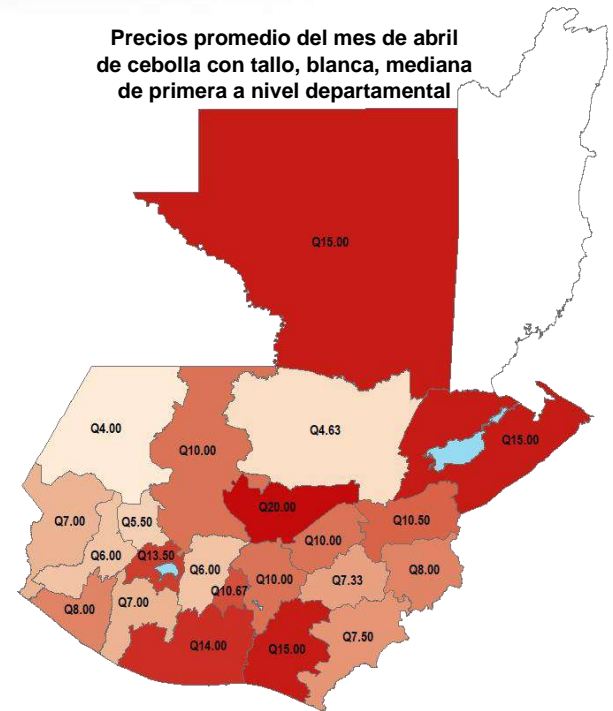 Precios promedio del mes de abril
de cebolla con tallo, blanca, mediana
de primera a nivel departamental
Q15.00
Q4.00
Q4.63
Q10.00
Q15.00
Q20.00
Q7.00
Q5.50
Q10.50
Q10.00
Q6.00
Q13.50
Q6.00
Q10.00
Q7.33
Q8.00
Q10.67
Q8.00
Q7.00
Q7.50
Q14.00
Q15.00